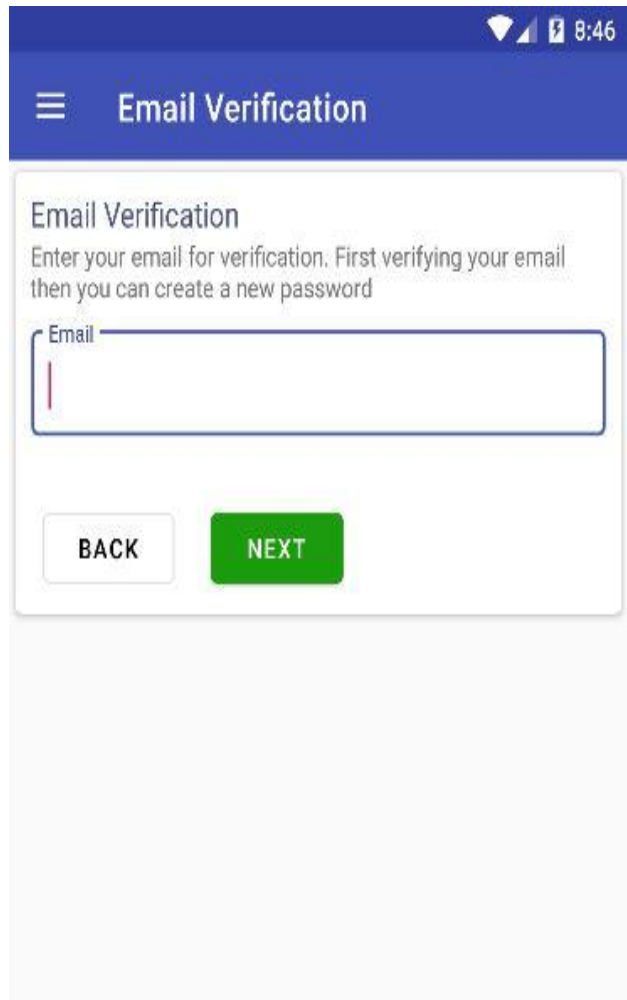 8:46
Email Verification
Email Verification
Enter your email for verification. First verifying your email
then you can create a new password
Email
BACK NEXT